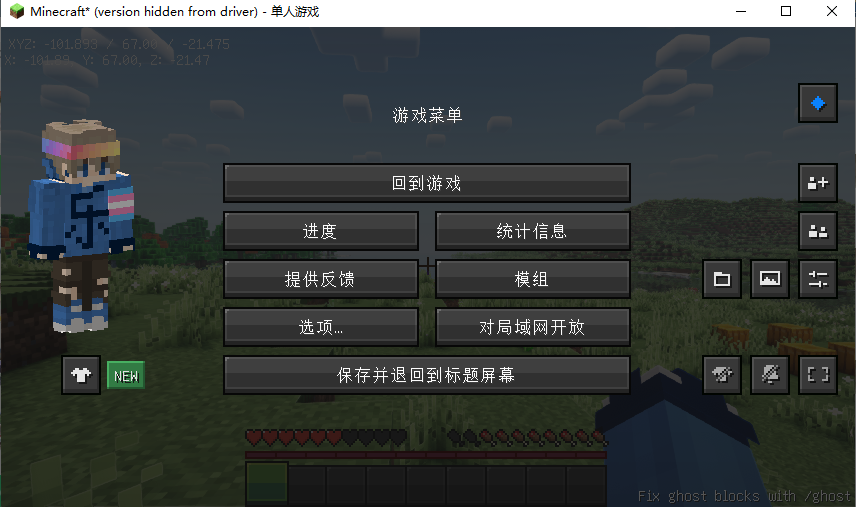 Minecraft* (version hidden from driver) - 单人游戏
XYZ: -101.893 / 67.00 / -21.475
X: -101.89, Y: 67.00, Z: -21.47
游戏菜单
回到游戏
进度
统计信息
提供反馈
模组
选项...
对局域网开放
NEW
保存并退回到标题屏幕
Fix ghost blocks with /ghost